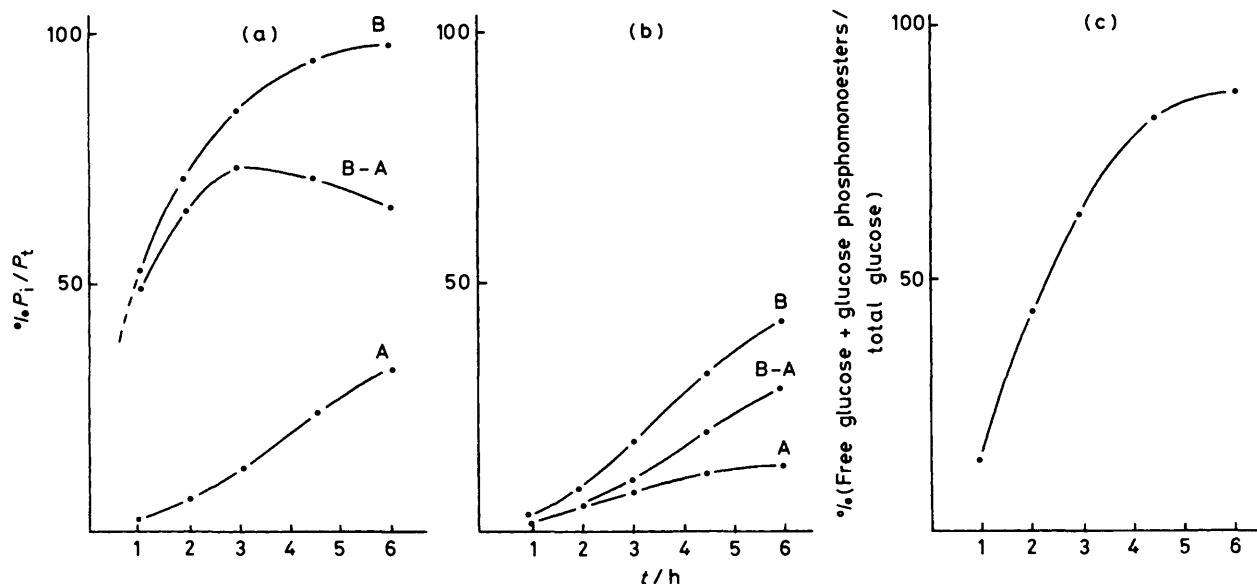 (a)
100
50
% Pi / Pt
B
B – A
A
1 2 3 4 5 6
(b)
100
50
B
B – A
A
1 2 3 4 5 6
t / h
(c)
100
50
% (Free glucose + glucose phosphomonoesters /
total glucose)
1 2 3 4 5 6